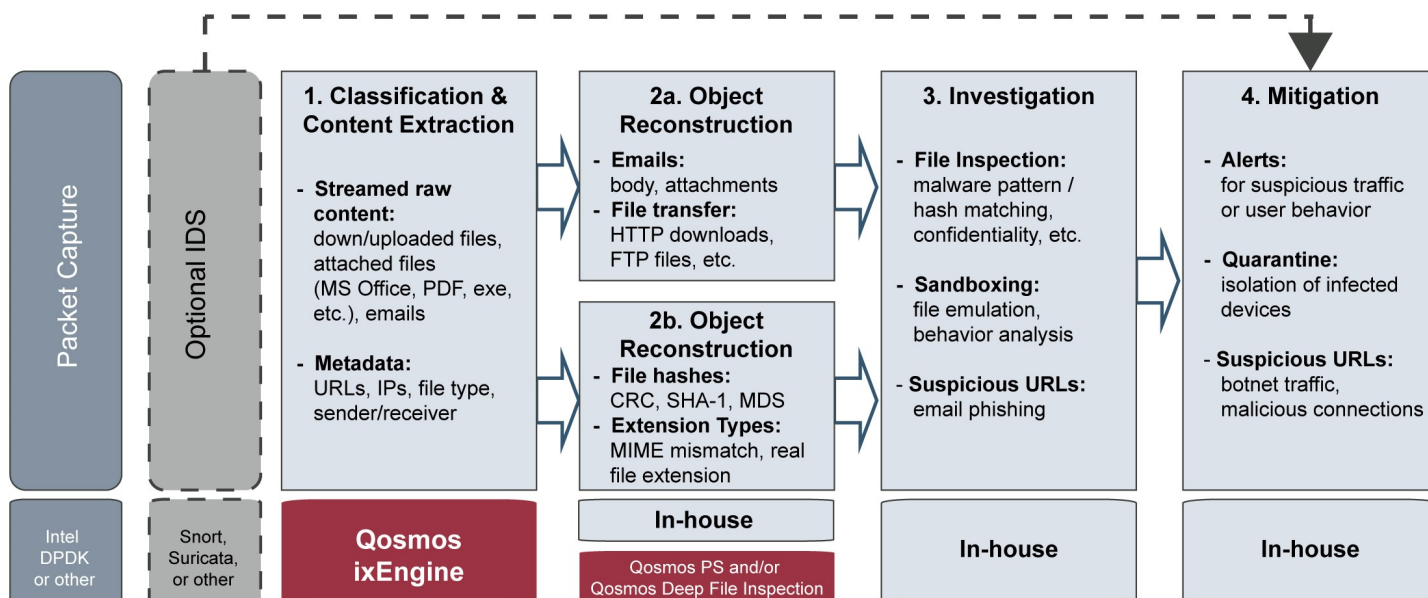 Packet Capture
Intel
DPDK
or other
Optional IDS
Snort,
Suricata,
or other
1. Classification &
Content Extraction
- Streamed raw
content:
down/uploaded files,
attached files
(MS Office, PDF, exe,
etc.), emails
- Metadata:
URLs, IPs, file type,
sender/receiver
Qosmos
ixEngine
2a. Object
Reconstruction
- Emails:
body, attachments
- File transfer:
HTTP downloads,
FTP files, etc.
2b. Object
Reconstruction
- File hashes:
CRC, SHA-1, MDS
- Extension Types:
MIME mismatch, real
file extension
In-house
Qosmos PS and/or
Qosmos Deep File Inspection
3. Investigation
- File Inspection:
malware pattern /
hash matching,
confidentiality, etc.
- Sandboxing:
file emulation,
behavior analysis
- Suspicious URLs:
email phishing
In-house
4. Mitigation
- Alerts:
for suspicious traffic
or user behavior
- Quarantine:
isolation of infected
devices
- Suspicious URLs:
botnet traffic,
malicious connections
In-house